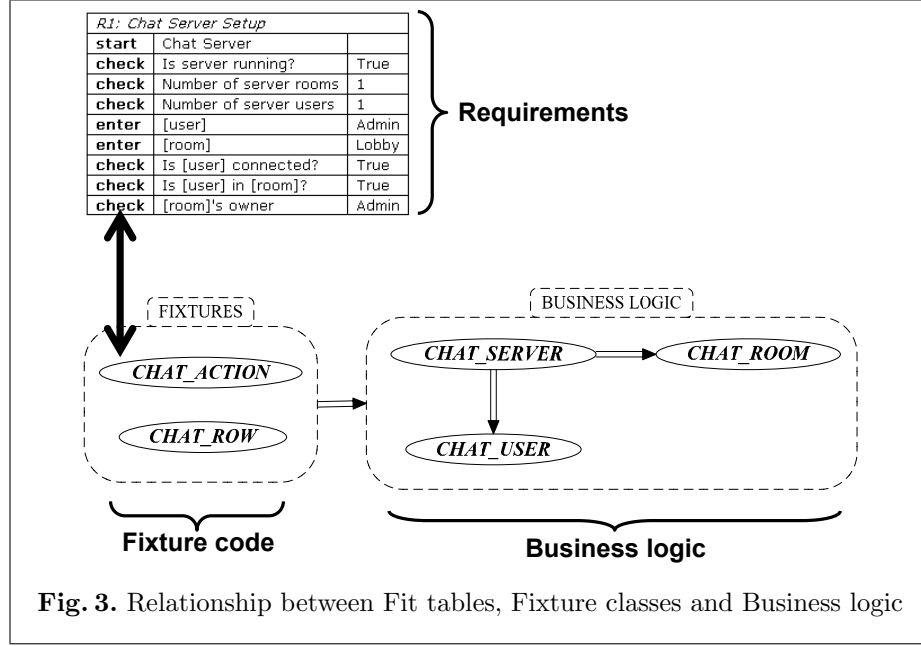 R1: Chat Server Setup
start Chat Server
check Is server running? True
check Number of server rooms 1
check Number of server users 1
enter [user] Admin
enter [room] Lobby
check Is [user] connected? True
check Is [user] in [room]? True
check [room]'s owner Admin
Requirements
FIXTURES
BUSINESS LOGIC
CHAT_ACTION
CHAT_ROW
CHAT_SERVER
CHAT_ROOM
CHAT_USER
Fixture code
Business logic
Fig. 3. Relationship between Fit tables, Fixture classes and Business logic